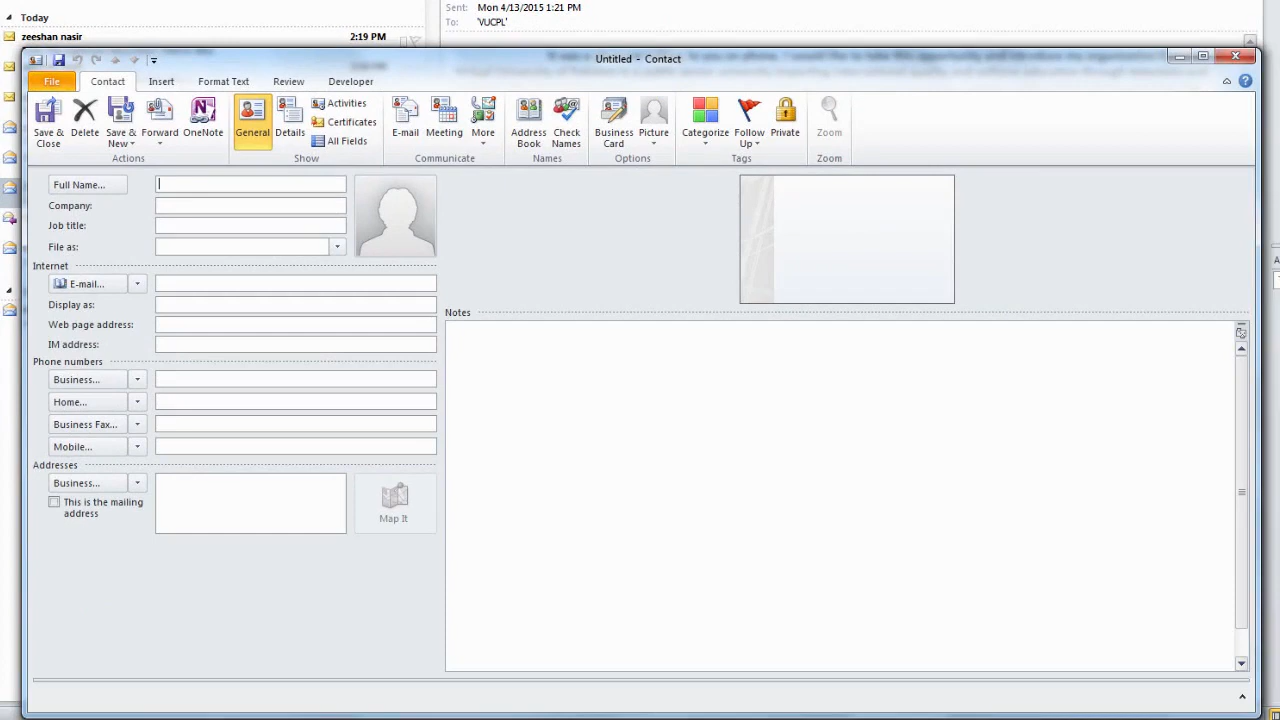 Today
zeeshan nasir 2:19 PM
Sent: Mon 4/13/2015 1:21 PM
To: 'VUCPL'
Untitled - Contact
File Contact Insert Format Text Review Developer
Save & Close
Delete
Save & New
Forward
OneNote
Actions
General
Details
Activities
Certificates
All Fields
Show
E-mail
Meeting
More
Communicate
Address Book
Check Names
Names
Business Card
Picture
Options
Categorize
Follow Up
Private
Tags
Zoom
Zoom
Full Name...
Company:
Job title:
File as:
Internet
E-mail...
Display as:
Web page address:
IM address:
Phone numbers
Business...
Home...
Business Fax...
Mobile...
Addresses
Business...
This is the mailing
address
Map It
Notes